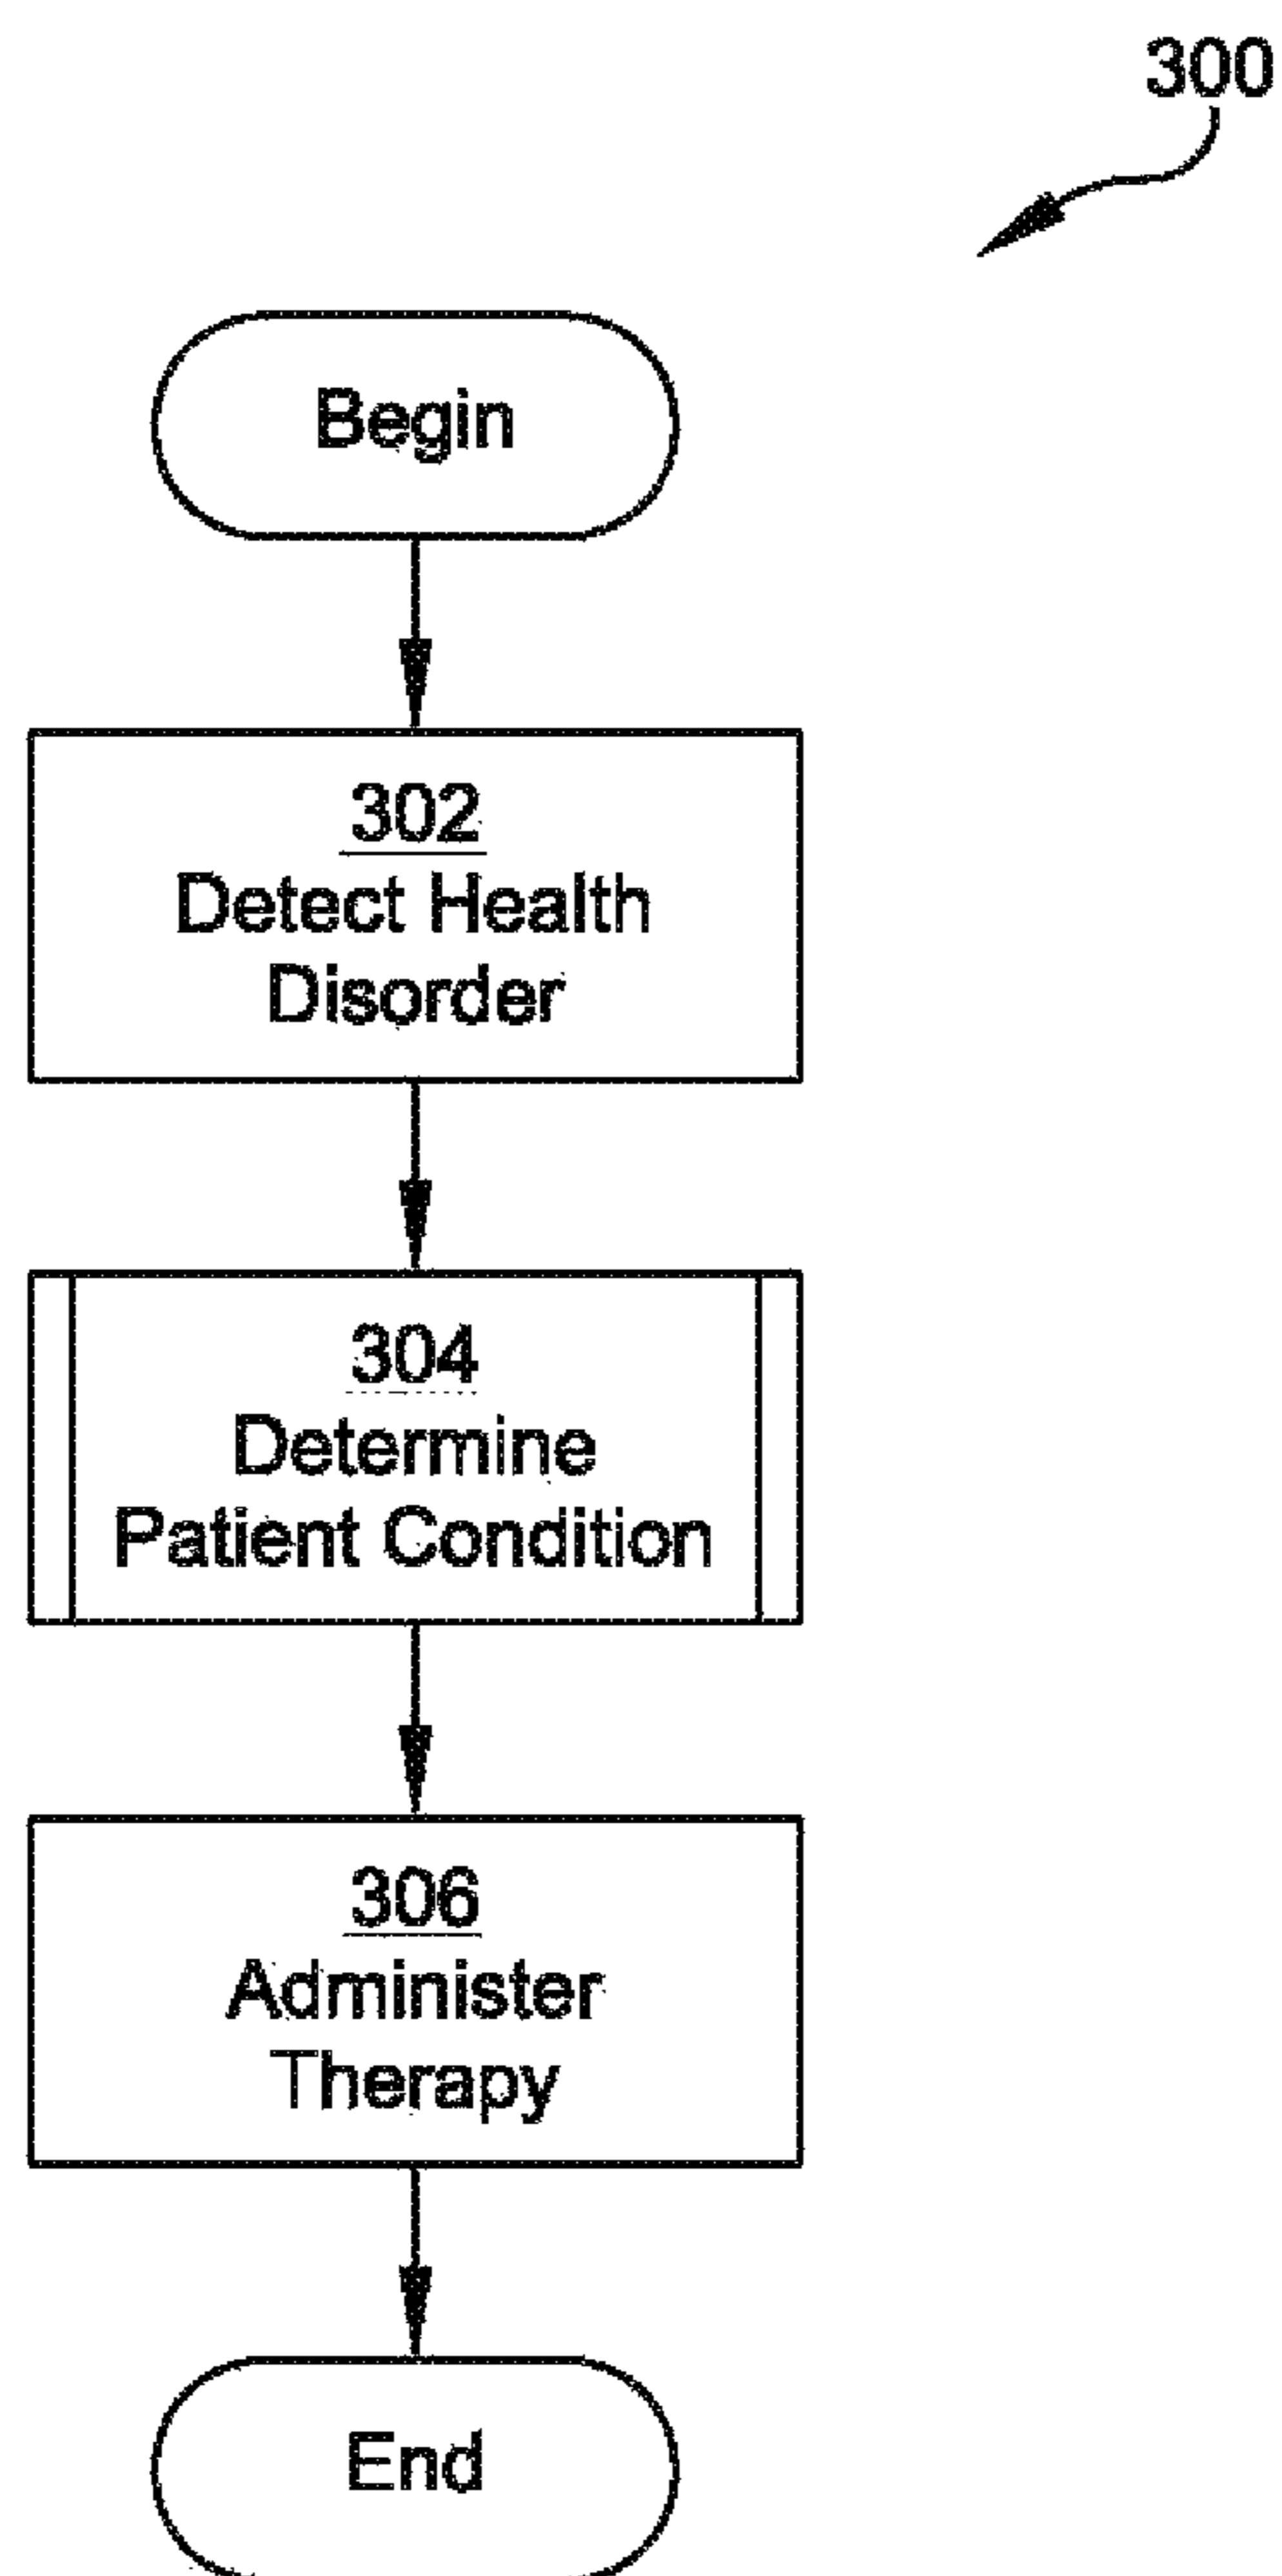 300
Begin
302
Detect Health
Disorder
304
Determine
Patient Condition
306
Administer
Therapy
End